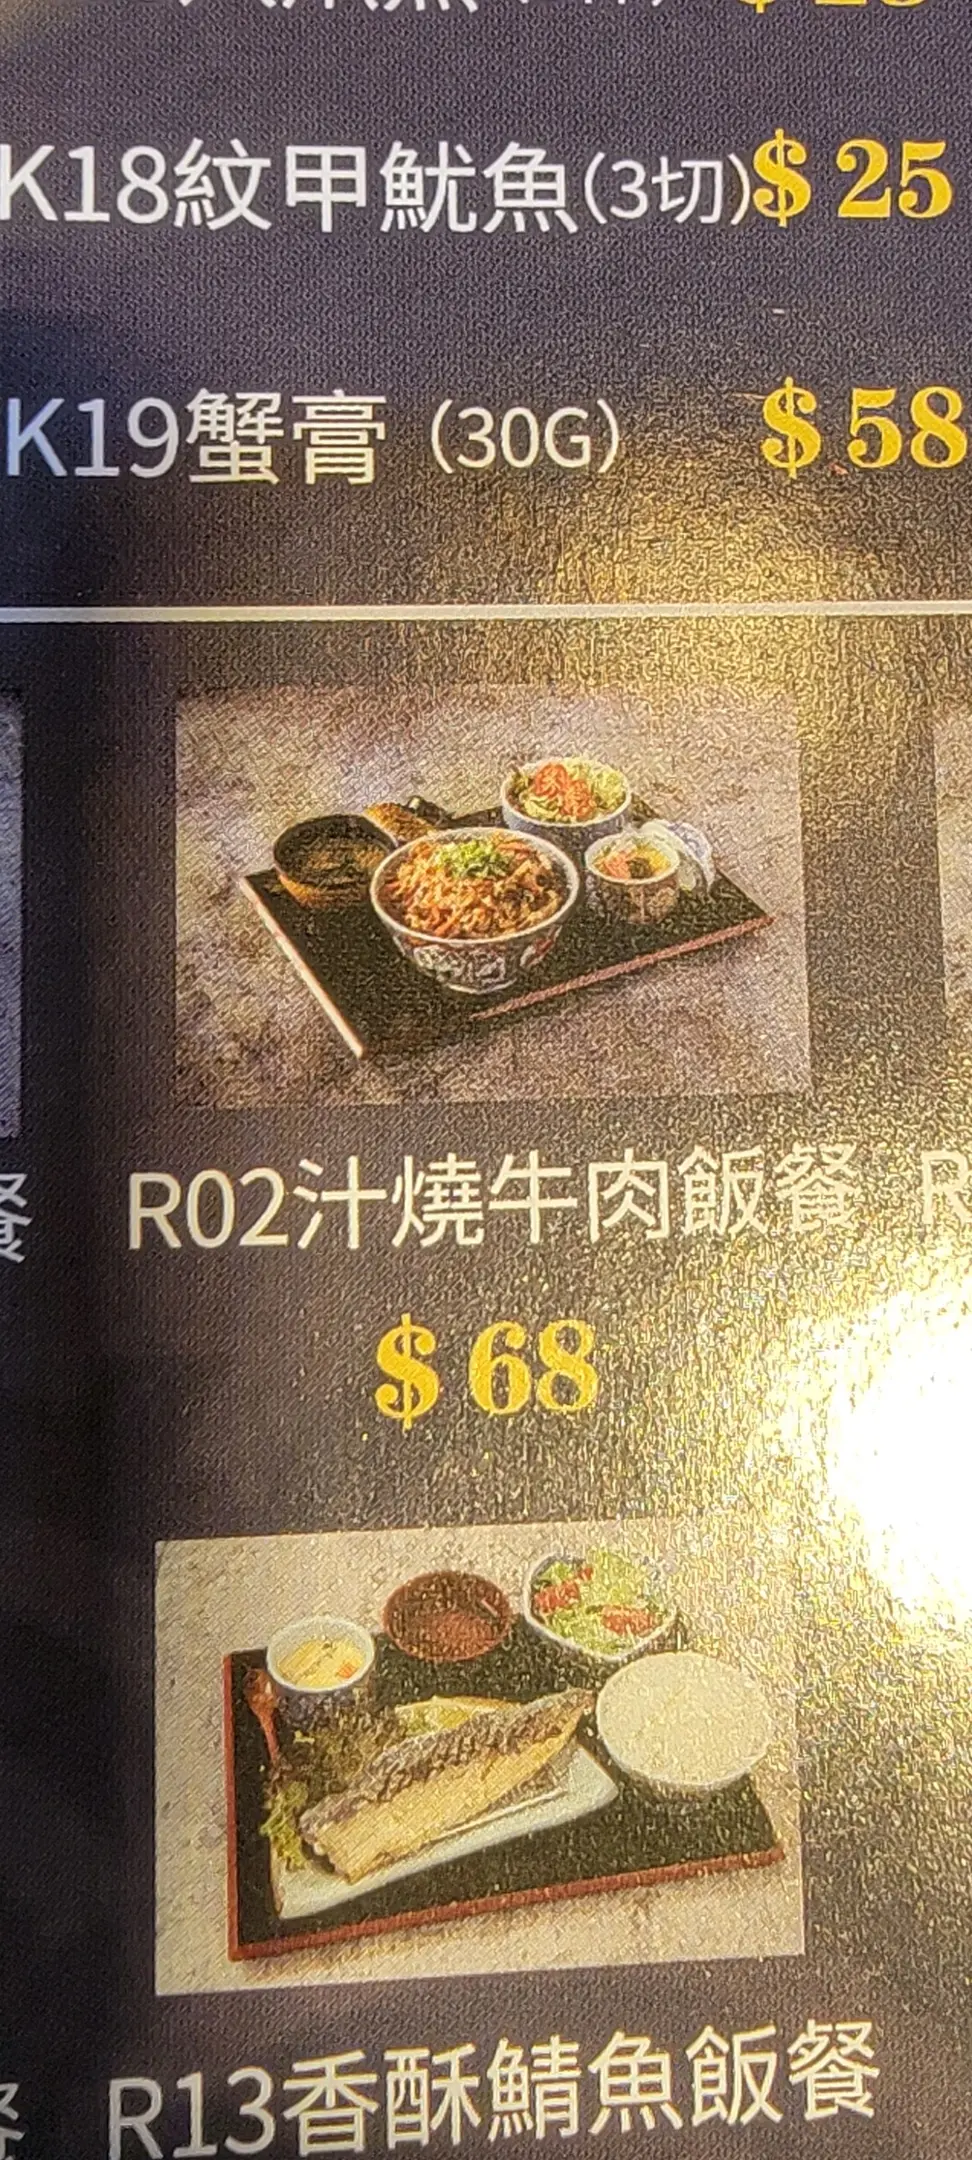 K18紋甲魷魚(3切) $25
K19蟹膏 (30G) $58
餐 R02汁燒牛肉飯餐 R
$68
R13香酥鯖魚飯餐